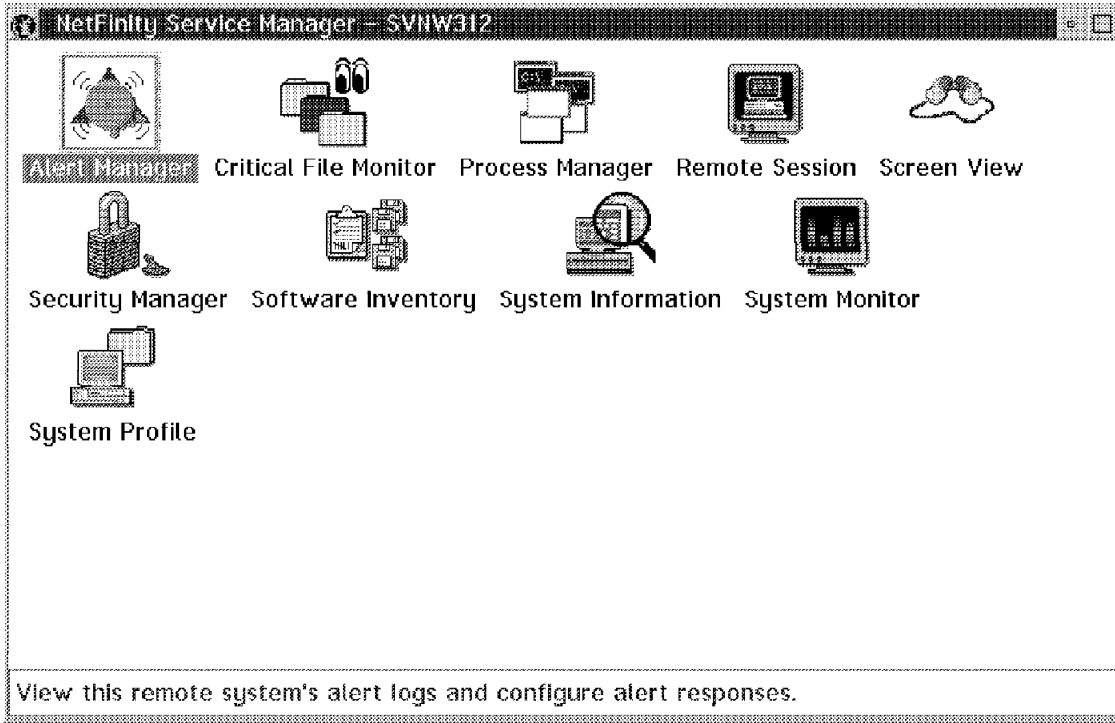 NetFinity Service Manager – SVNW312
Alert Manager Critical File Monitor Process Manager Remote Session Screen View
Security Manager Software Inventory System Information System Monitor
System Profile
View this remote system's alert logs and configure alert responses.